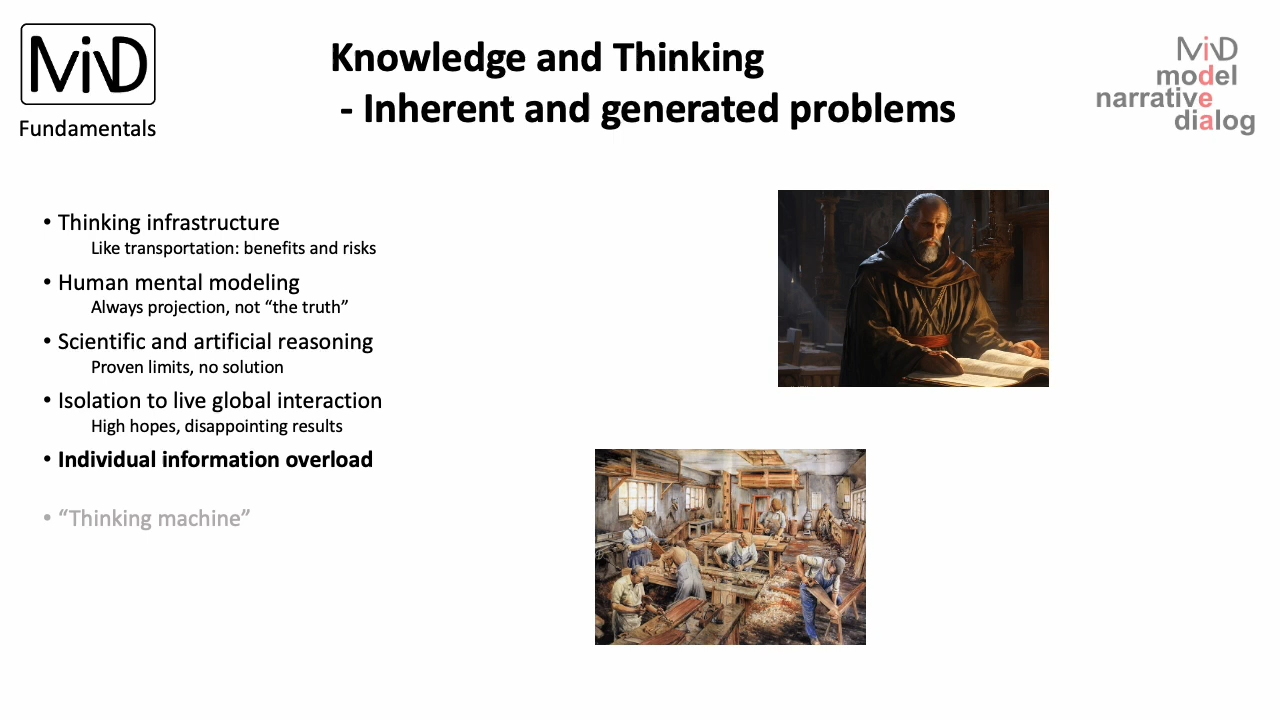 MiND
Fundamentals
Knowledge and Thinking
- Inherent and generated problems
MiND
model
narrative
dialog
• Thinking infrastructure
Like transportation: benefits and risks
• Human mental modeling
Always projection, not “the truth”
• Scientific and artificial reasoning
Proven limits, no solution
• Isolation to live global interaction
High hopes, disappointing results
• Individual information overload
• “Thinking machine”